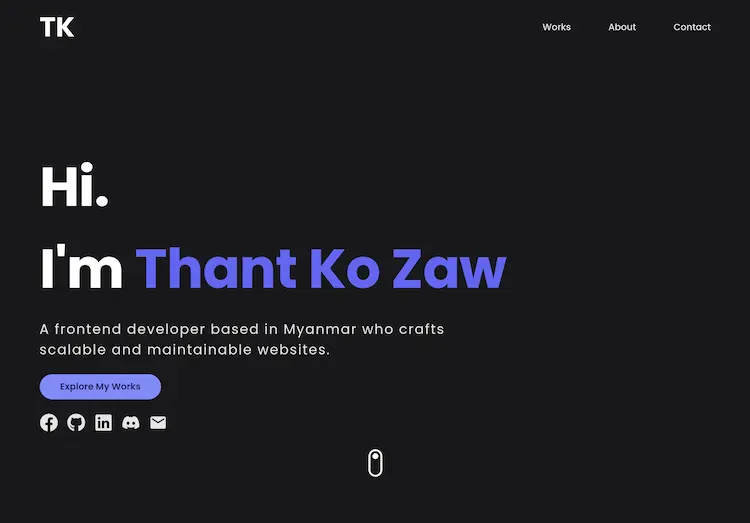 TK
Works About Contact
Hi.
I'm Thant Ko Zaw
A frontend developer based in Myanmar who crafts
scalable and maintainable websites.
Explore My Works